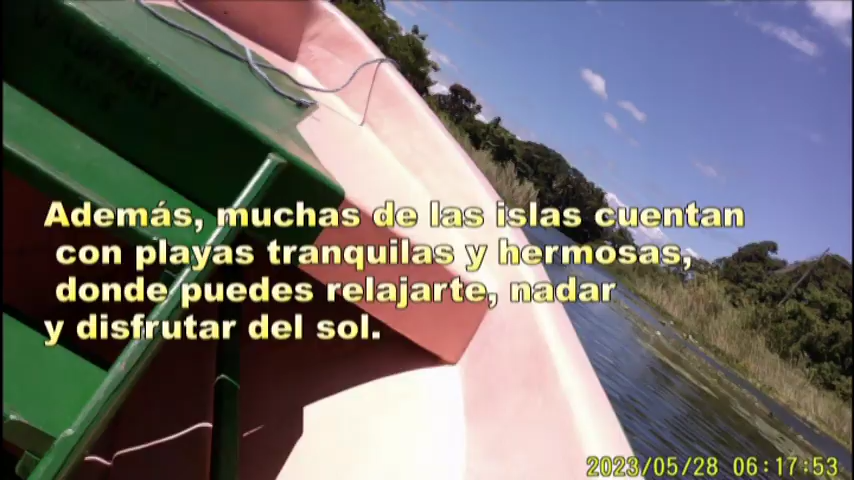 Además, muchas de las islas cuentan
con playas tranquilas y hermosas,
donde puedes relajarte, nadar
y disfrutar del sol.
2023/05/28 06:17:53